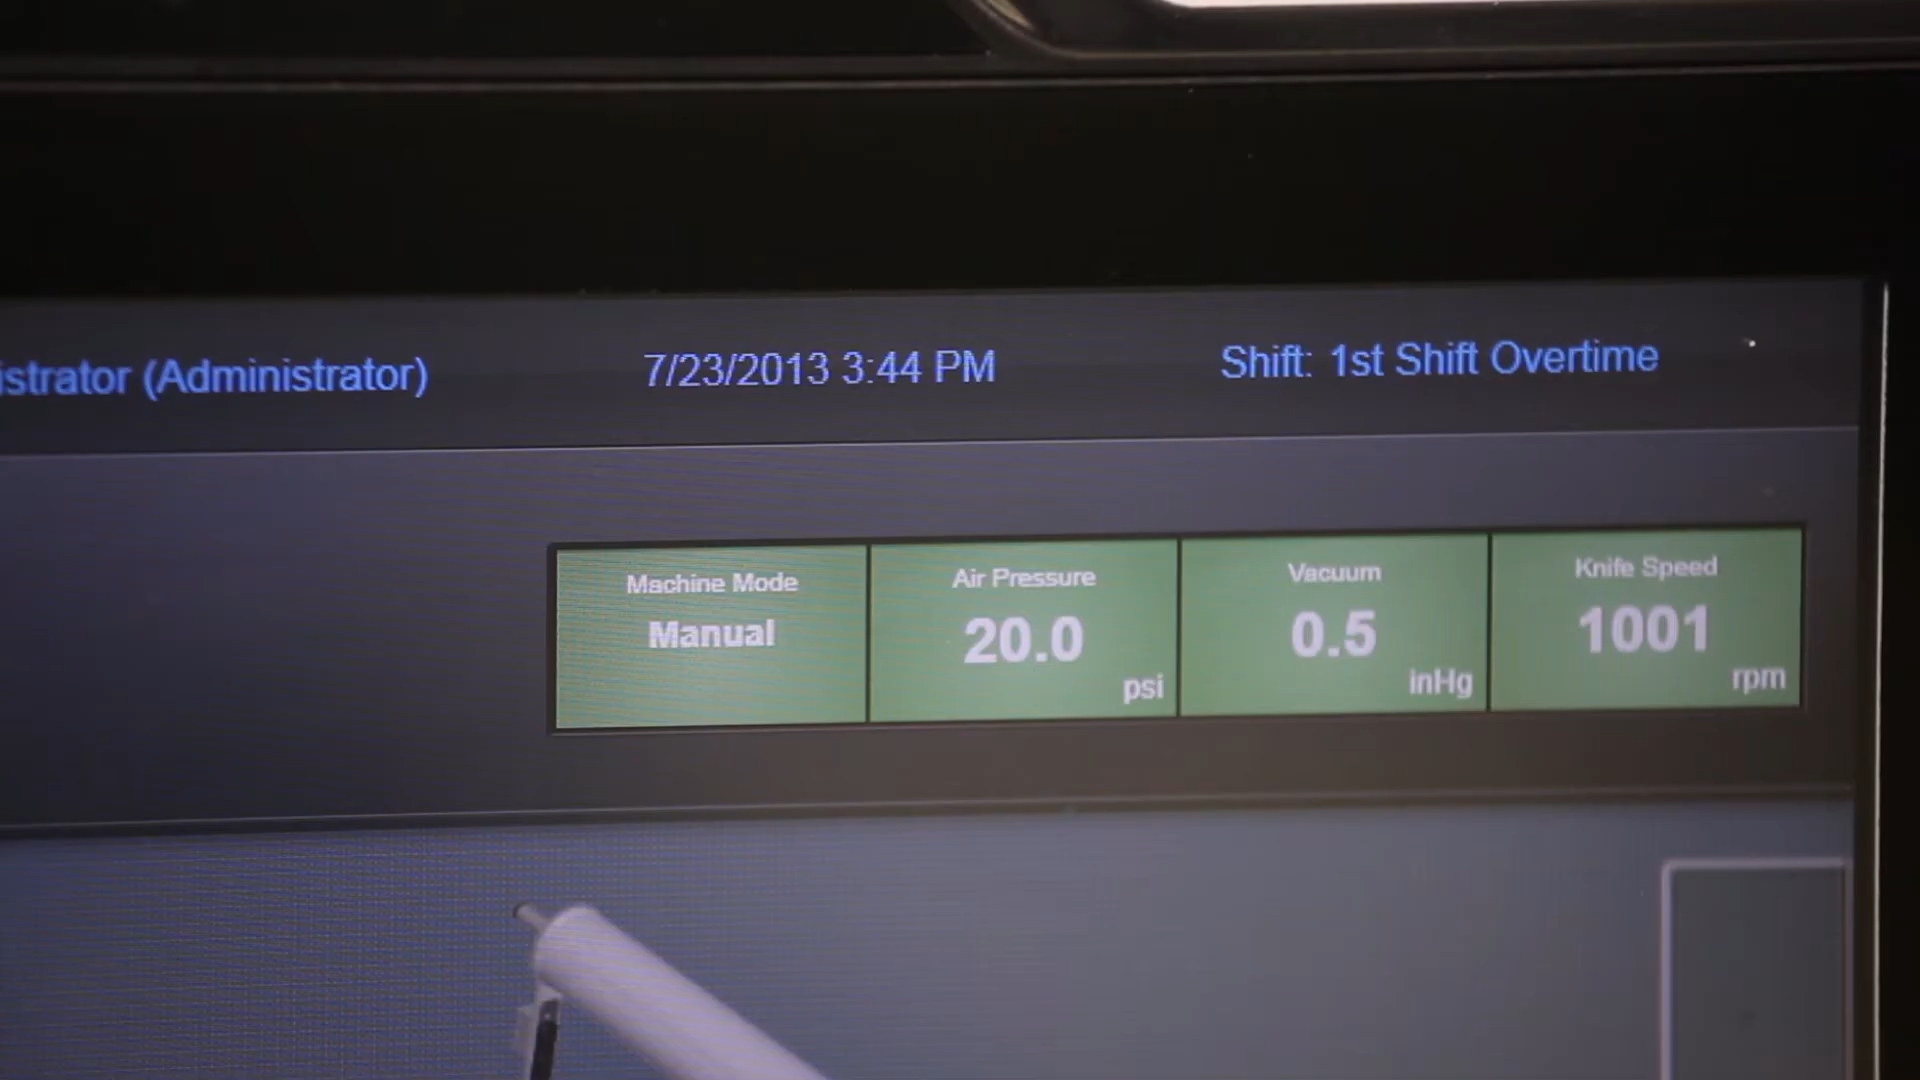 istrator (Administrator) 7/23/2013 3:44 PM Shift: 1st Shift Overtime
Machine Mode
Manual
Air Pressure
20.0
psi
Vacuum
0.5
inHg
Knife Speed
1001
rpm